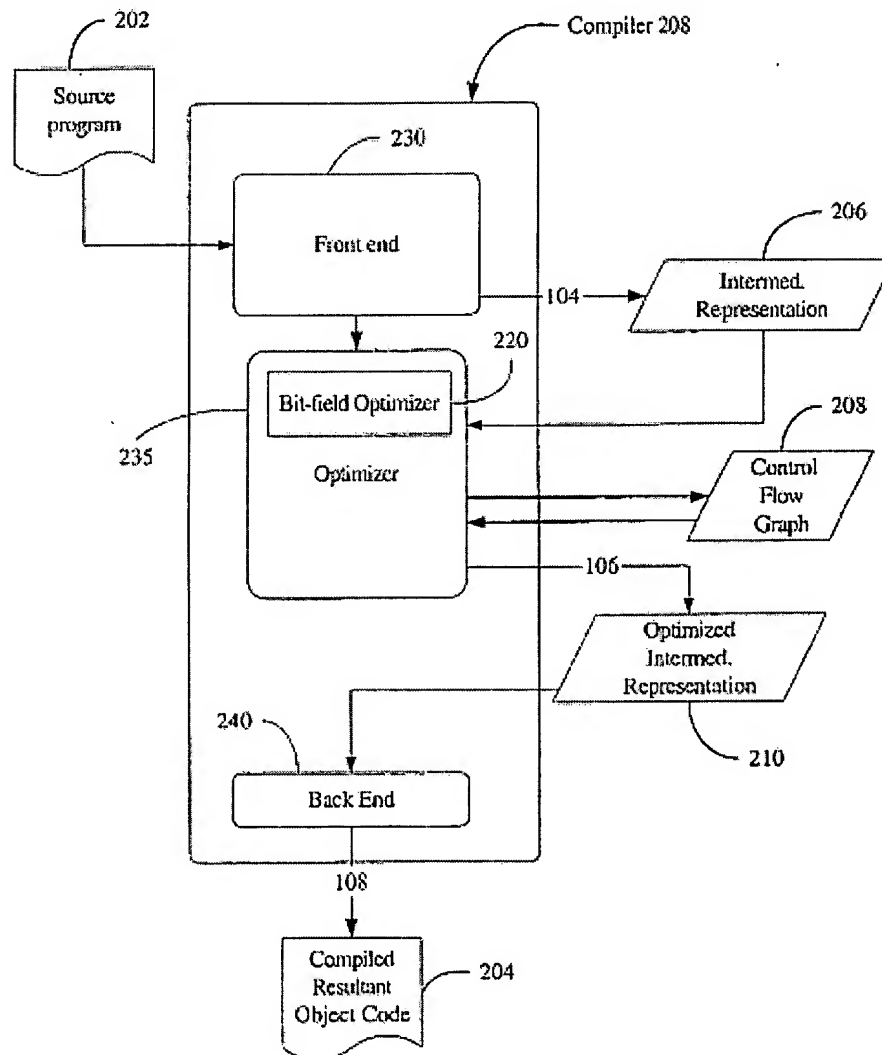 202
Compiler 208
Source
program
230
Front end
206
104
Intermed.
Representation
220
Bit-field Optimizer
208
235
Optimizer
Control
Flow
Graph
106
Optimized
Intermed.
Representation
240
210
Back End
108
Compiled
Resultant
Object Code
204